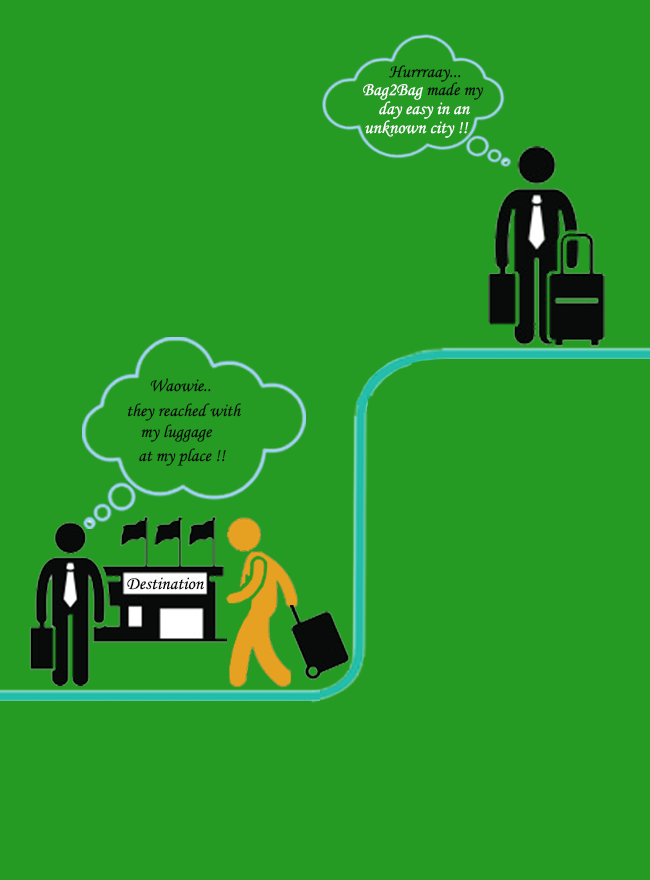 Hurrraay...
Bag2Bag made my
day easy in an
unknown city !!
Waowie..
they reached with
my luggage
at my place !!
Destination